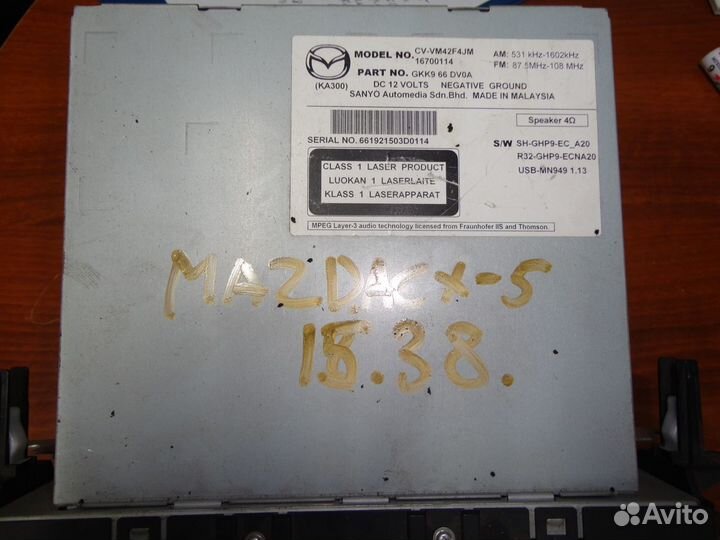 MODEL NO. CV-VM42F4JM
16700114
PART NO. GKK9 66 DV0A
(KA300)
DC 12 VOLTS NEGATIVE GROUND
SANYO Automedia Sdn.Bhd. MADE IN MALAYSIA
AM: 531 kHz-1602kHz
FM: 87.5MHz-108 MHz
Speaker 4Ω
SERIAL NO. 661921503D0114
S/W SH-GHP9-EC_A20
R32-GHP9-ECNA20
USB-MN949 1.13
CLASS 1 LASER PRODUCT
LUOKAN 1 LASERLAITE
KLASS 1 LASERAPPARAT
MPEG Layer-3 audio technology licensed from Fraunhofer IIS and Thomson.
MAZDA CX-5
Avito